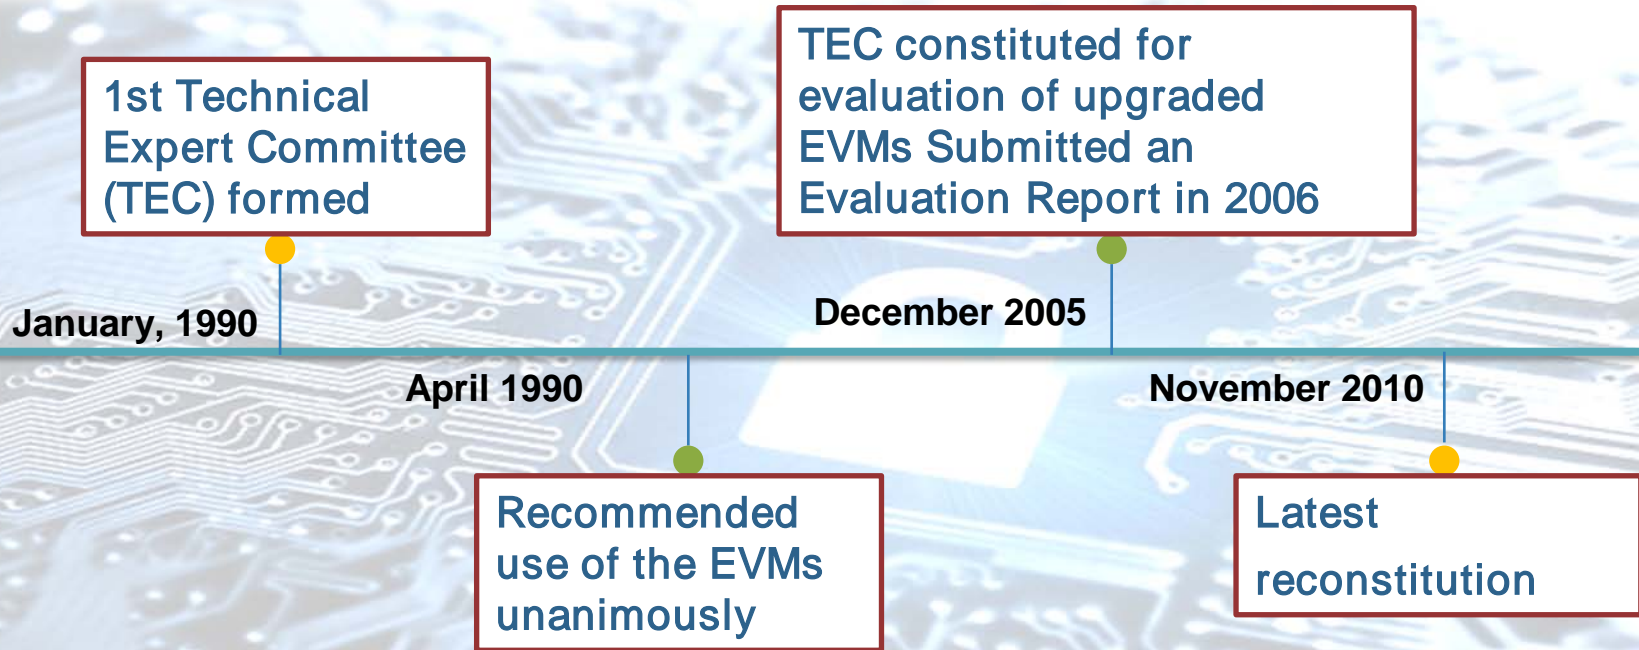 1st Technical
Expert Committee
(TEC) formed
January, 1990
Recommended
use of the EVMs
unanimously
April 1990
TEC constituted for
evaluation of upgraded
EVMs Submitted an
Evaluation Report in 2006
December 2005
November 2010
Latest
reconstitution